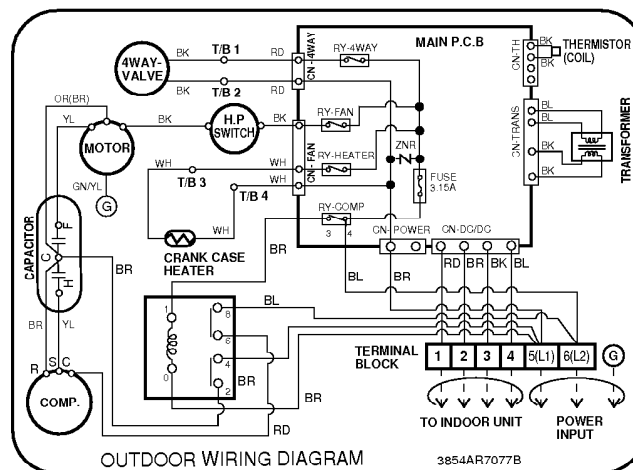 4WAY-
VALVE
BK
T/B 1
RD
BK
T/B 2
RD
CN-4WAY
RY-4WAY
MAIN P.C.B
CN-TH
BK
BK
THERMISTOR
(COIL)
OR(BR)
YL
MOTOR
BK
H.P
SWITCH
BK
RY-FAN
CN-FAN
ZNR
CN-TRANS
BL
BL
BK
BK
TRANSFORMER
GN/YL
G
WH
T/B 3
WH
RY-HEATER
WH
T/B 4
WH
CRANK CASE
HEATER
FUSE
3.15A
RY-COMP
3 4
CN-POWER
CN-DC/DC
CAPACITOR
F
C
H
BR
BR
BL
BR
RD
BR
BK
BL
BR
YL
1
0
8
6
4
2
BL
BR
BR
RD
R
S
C
COMP.
TERMINAL
BLOCK
1
2
3
4
5(L1)
6(L2)
G
TO INDOOR UNIT
POWER
INPUT
OUTDOOR WIRING DIAGRAM
3854AR7077B